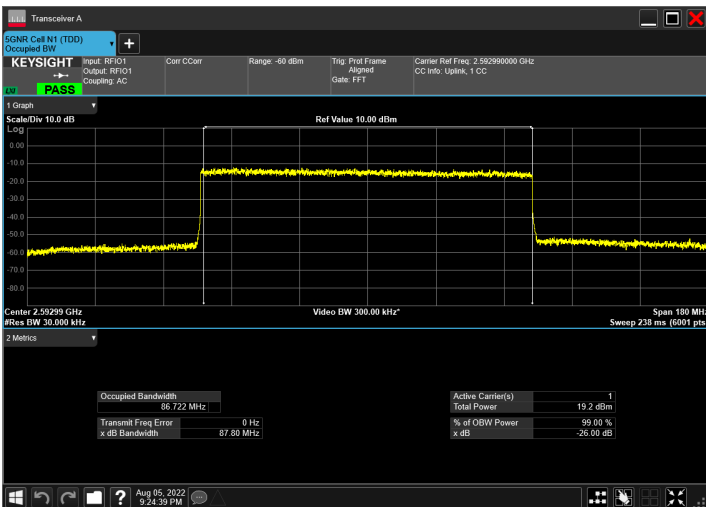 Transceiver A
5GNR Cell N1 (TDD)
Occupied BW
KEYSIGHT
LXI
PASS
Input: RFIO1
Output: RFIO1
Coupling: AC
Corr CCorr
Range: -60 dBm
Trig: Prot Frame
Aligned
Gate: FFT
Carrier Ref Freq: 2.592990000 GHz
CC Info: Uplink, 1 CC
1 Graph
Scale/Div 10.0 dB
Ref Value 10.00 dBm
Log
0.00
-10.0
-20.0
-30.0
-40.0
-50.0
-60.0
-70.0
-80.0
Center 2.59299 GHz
Video BW 300.00 kHz*
Span 180 MHz
#Res BW 30.000 kHz
Sweep 238 ms (6001 pts
2 Metrics
Occupied Bandwidth
86.722 MHz
Transmit Freq Error 0 Hz
x dB Bandwidth 87.80 MHz
Active Carrier(s) 1
Total Power 19.2 dBm
% of OBW Power 99.00 %
x dB -26.00 dB
?
Aug 05, 2022
9:24:39 PM